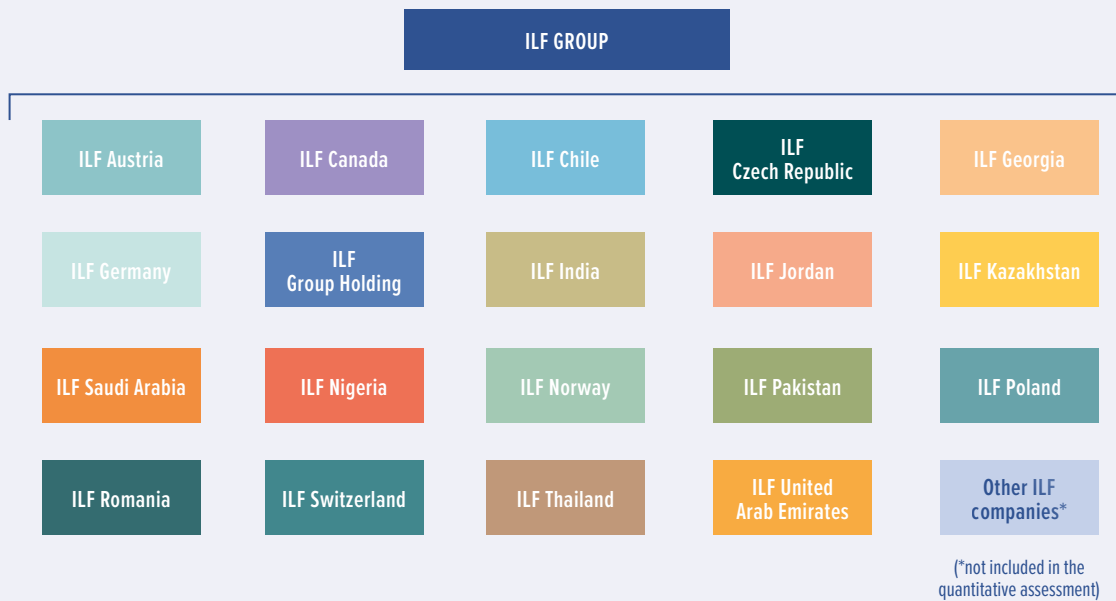 ILF GROUP
ILF Austria
ILF Canada
ILF Chile
ILF
Czech Republic
ILF Georgia
ILF Germany
ILF
Group Holding
ILF India
ILF Jordan
ILF Kazakhstan
ILF Saudi Arabia
ILF Nigeria
ILF Norway
ILF Pakistan
ILF Poland
ILF Romania
ILF Switzerland
ILF Thailand
ILF United
Arab Emirates
Other ILF
companies*
(*not included in the
quantitative assessment)